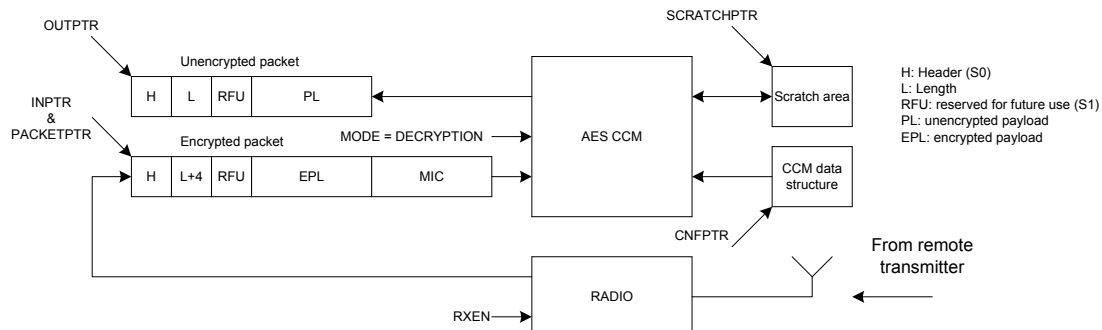 OUTPTR
SCRATCHPTR
Unencrypted packet
H L RFU PL
INPTR
&
PACKETPTR
MODE = DECRYPTION
Encrypted packet
H L+4 RFU EPL MIC
AES CCM
Scratch area
CCM data
structure
CNFPTR
H: Header (S0)
L: Length
RFU: reserved for future use (S1)
PL: unencrypted payload
EPL: encrypted payload
From remote
transmitter
RADIO
RXEN